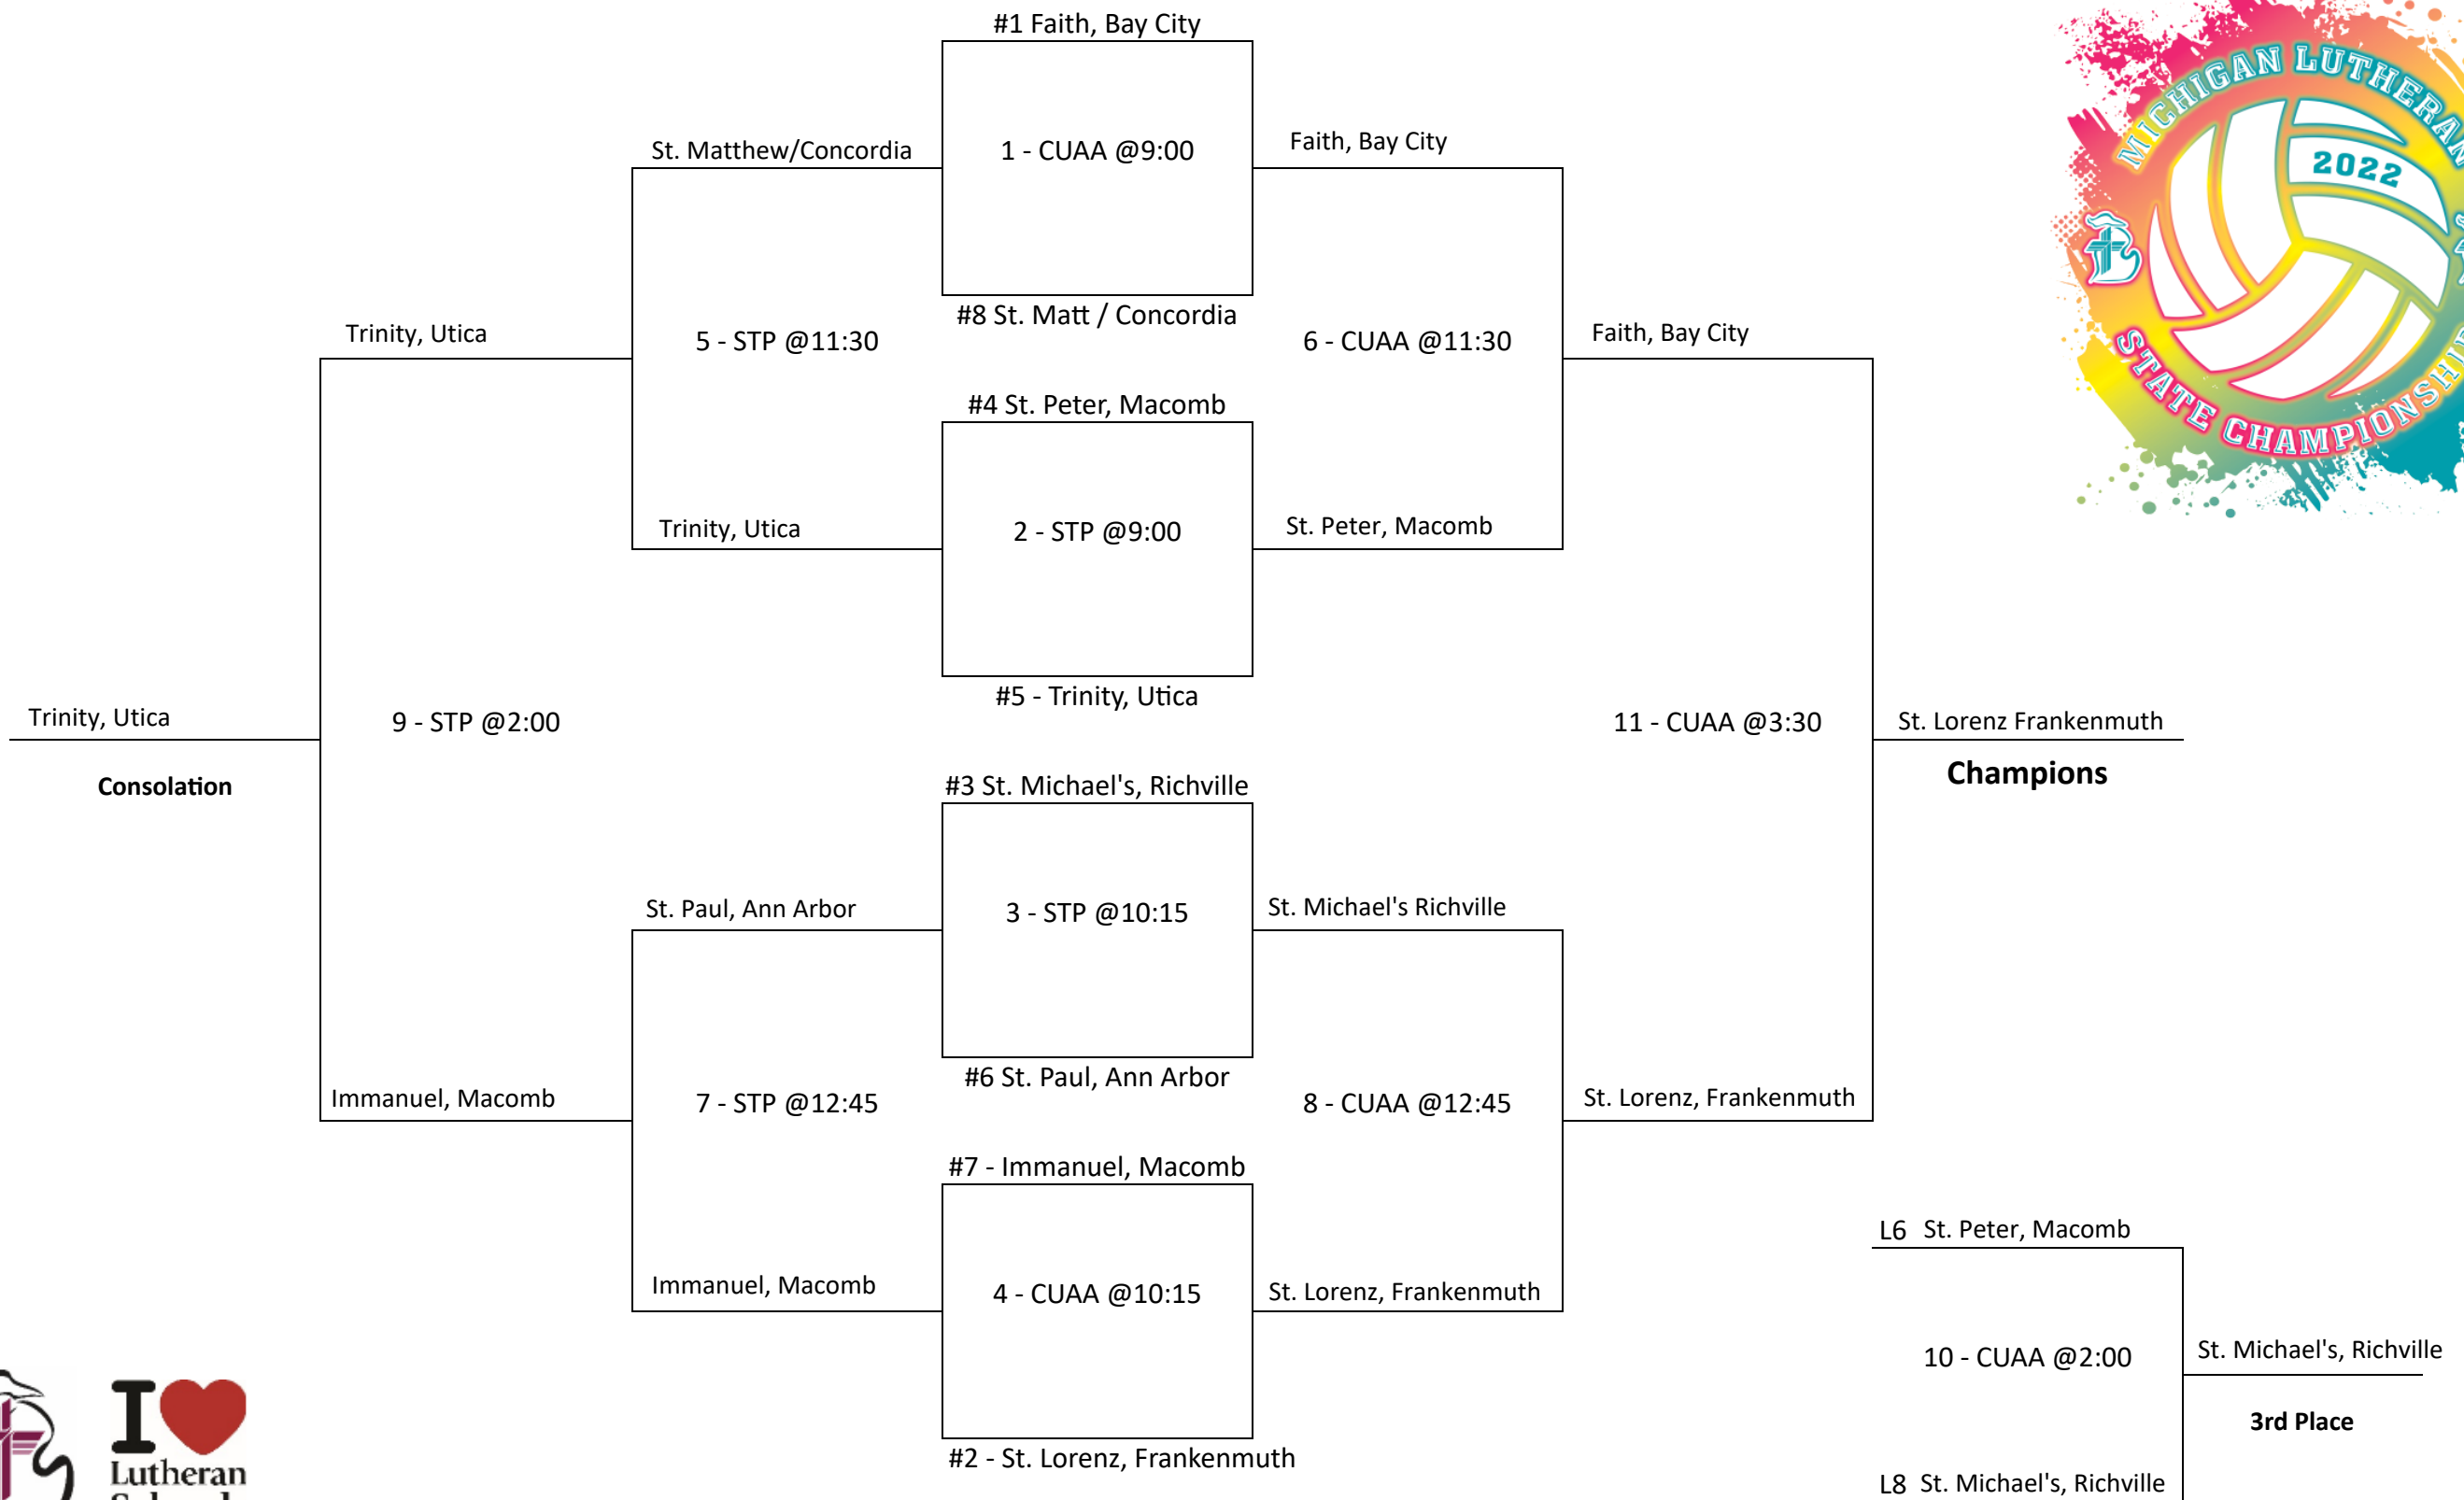 #1 Faith, Bay City
MICHIGAN LUTHERAN
2022
STATE
St. Matthew/Concordia
1 - CUAA @9:00
Faith, Bay City
#8 St. Matt / Concordia
Trinity, Utica
5 - STP @11:30
6 - CUAA @11:30
Faith, Bay City
#4 St. Peter, Macomb
Trinity, Utica
2 - STP @9:00
St. Peter, Macomb
#5 - Trinity, Utica
Trinity, Utica
9 - STP @2:00
11 - CUAA @3:30
St. Lorenz Frankenmuth
Consolation
Champions
#3 St. Michael's, Richville
St. Paul, Ann Arbor
3 - STP @10:15
St. Michael's Richville
#6 St. Paul, Ann Arbor
Immanuel, Macomb
7 - STP @12:45
8 - CUAA @12:45
St. Lorenz, Frankenmuth
#7 - Immanuel, Macomb
Immanuel, Macomb
4 - CUAA @10:15
St. Lorenz, Frankenmuth
#2 - St. Lorenz, Frankenmuth
L6 St. Peter, Macomb
10 - CUAA @2:00
St. Michael's, Richville
3rd Place
L8 St. Michael's, Richville
I
Lutheran